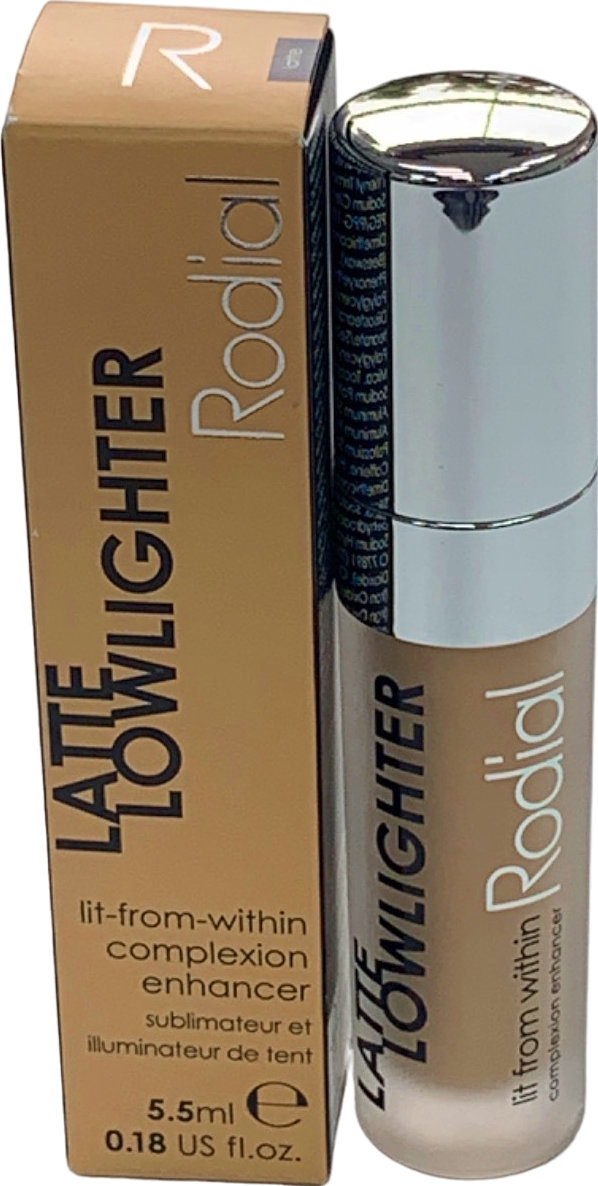 R
Rodial
LATTE
LOWLIGHTER
lit-from-within
complexion
enhancer
sublimateur et
illuminateur de teint
5.5ml e
0.18 US fl.oz.
LATTE
LOWLIGHTER
Rodial
lit from within
complexion enhancer